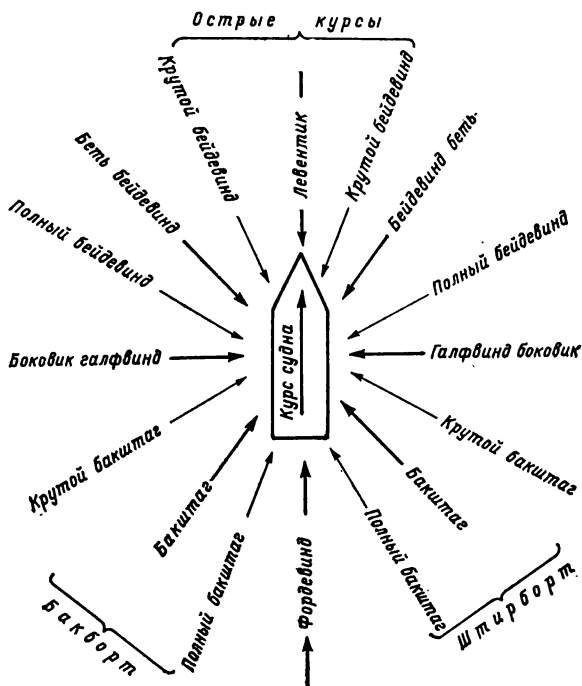 Острые курсы
Крутой бейдевинд
Левентик
Крутой бейдевинд
Беть бейдевинд
Бейдевинд беть.
Полный бейдевинд
Полный бейдевинд
Боковик галфвинд
Курс судна
Галфвинд боковик
Крутой бакштаг
Крутой бакштаг
Бакштаг
Бакштаг
Полный бакштаг
Фордевинд
Полный бакштаг
Бакборт
Штирборт